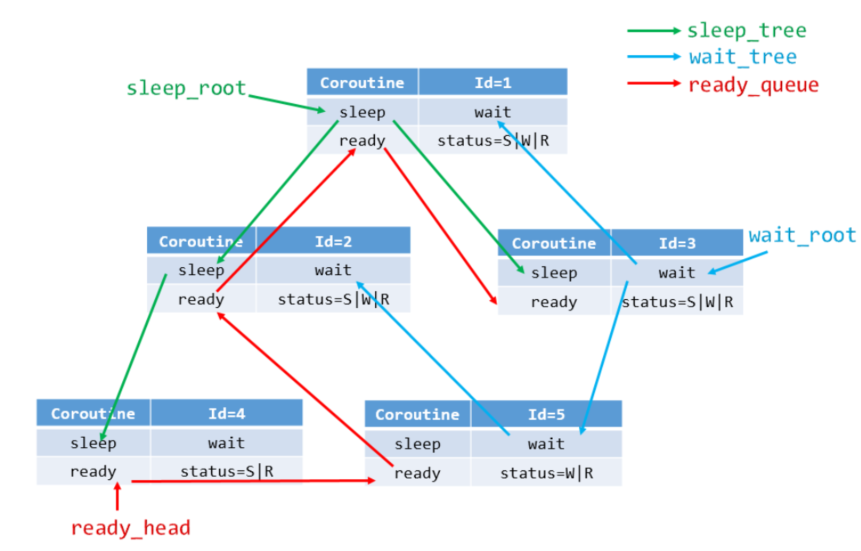 sleep_tree
wait_tree
ready_queue
sleep_root
Coroutine Id=1
sleep wait
ready status=S|W|R
Coroutine Id=2
sleep wait
ready status=S|W|R
wait_root
Coroutine Id=3
sleep wait
ready status=S|W|R
Coroutine Id=4
sleep wait
ready status=S|R
Coroutine Id=5
sleep wait
ready status=W|R
ready_head